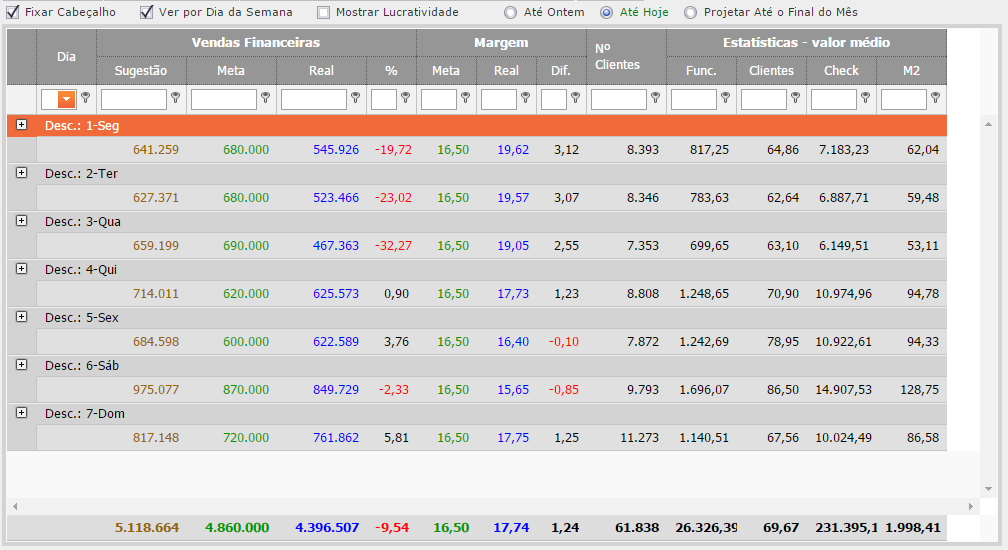 Fixar Cabeçalho Ver por Dia da Semana Mostrar Lucratividade Até Ontem Até Hoje Projetar Até o Final do Mês
Dia Vendas Financeiras Margem Nº Clientes Estatísticas - valor médio
Sugestão Meta Real % Meta Real Dif. Func. Clientes Check M2
Desc.: 1-Seg
641.259 680.000 545.926 -19,72 16,50 19,62 3,12 8.393 817,25 64,86 7.183,23 62,04
Desc.: 2-Ter
627.371 680.000 523.466 -23,02 16,50 19,57 3,07 8.346 783,63 62,64 6.887,71 59,48
Desc.: 3-Qua
659.199 690.000 467.363 -32,27 16,50 19,05 2,55 7.353 699,65 63,10 6.149,51 53,11
Desc.: 4-Qui
714.011 620.000 625.573 0,90 16,50 17,73 1,23 8.808 1.248,65 70,90 10.974,96 94,78
Desc.: 5-Sex
684.598 600.000 622.589 3,76 16,50 16,40 -0,10 7.872 1.242,69 78,95 10.922,61 94,33
Desc.: 6-Sáb
975.077 870.000 849.729 -2,33 16,50 15,65 -0,85 9.793 1.696,07 86,50 14.907,53 128,75
Desc.: 7-Dom
817.148 720.000 761.862 5,81 16,50 17,75 1,25 11.273 1.140,51 67,56 10.024,49 86,58
5.118.664 4.860.000 4.396.507 -9,54 16,50 17,74 1,24 61.838 26.326,39 69,67 231.395,1 1.998,41